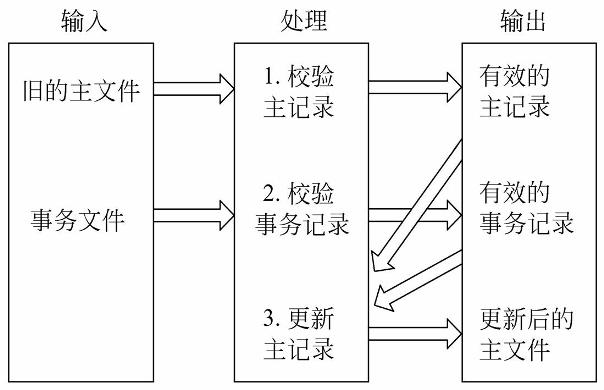 输入
处理
输出
旧的主文件
1. 校验
主记录
有效的
主记录
事务文件
2. 校验
事务记录
有效的
事务记录
3. 更新
主记录
更新后的
主文件